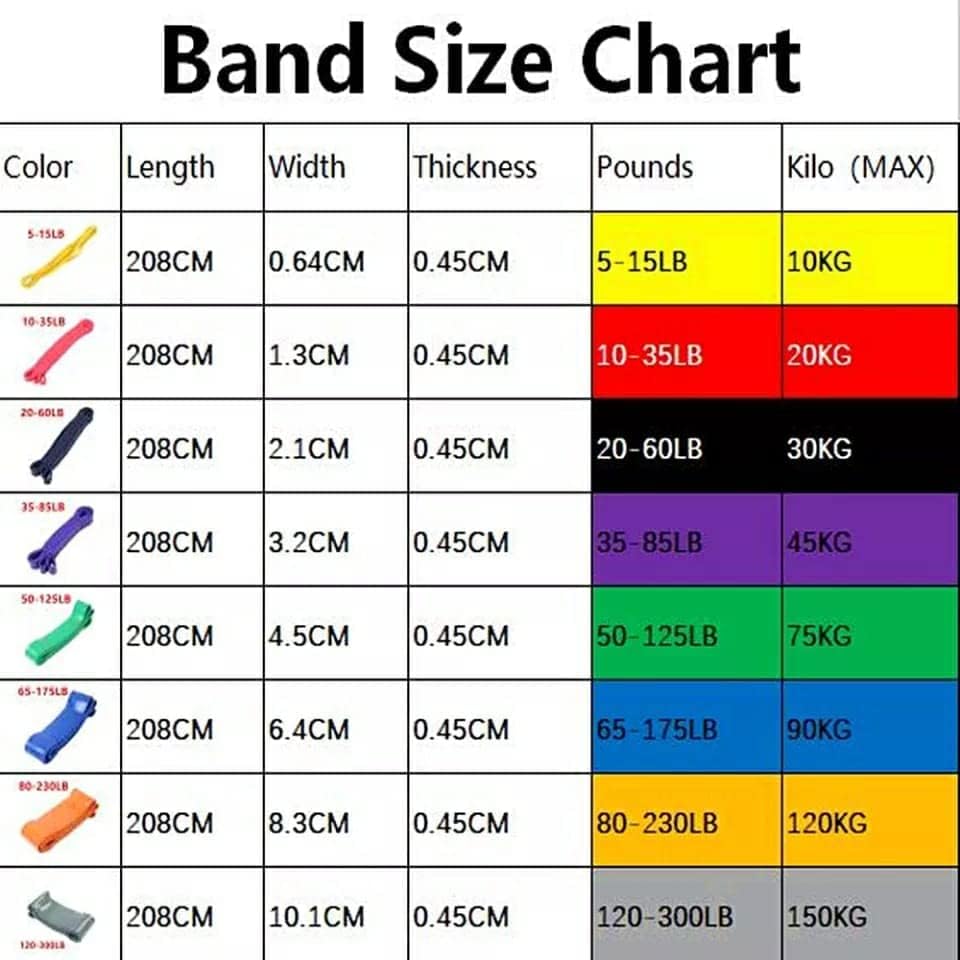 Band Size Chart
Color Length Width Thickness Pounds Kilo (MAX)
5-15LB
208CM 0.64CM 0.45CM 5-15LB 10KG
10-35LB
208CM 1.3CM 0.45CM 10-35LB 20KG
20-60LB
208CM 2.1CM 0.45CM 20-60LB 30KG
35-85LB
208CM 3.2CM 0.45CM 35-85LB 45KG
50-125LB
208CM 4.5CM 0.45CM 50-125LB 75KG
65-175LB
208CM 6.4CM 0.45CM 65-175LB 90KG
80-230LB
208CM 8.3CM 0.45CM 80-230LB 120KG
208CM 10.1CM 0.45CM 120-300LB 150KG
120-300LB